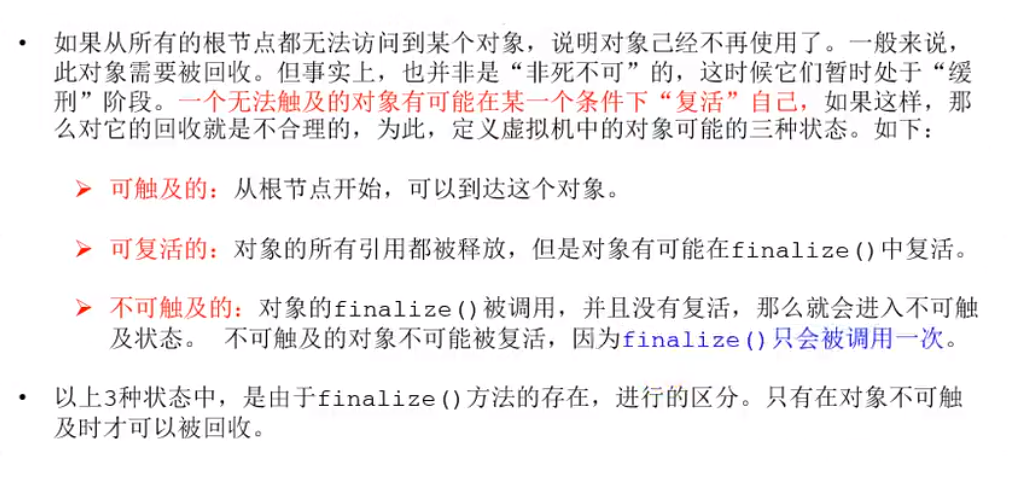 • 如果从所有的根节点都无法访问到某个对象，说明对象己经不再使用了。一般来说，
此对象需要被回收。但事实上，也并非是“非死不可”的，这时候它们暂时处于“缓
刑”阶段。一个无法触及的对象有可能在某一个条件下“复活”自己，如果这样，那
么对它的回收就是不合理的，为此，定义虚拟机中的对象可能的三种状态。如下：
➢ 可触及的：从根节点开始，可以到达这个对象。
➢ 可复活的：对象的所有引用都被释放，但是对象有可能在finalize()中复活。
➢ 不可触及的：对象的finalize()被调用，并且没有复活，那么就会进入不可触
及状态。 不可触及的对象不可能被复活，因为finalize()只会被调用一次。
• 以上3种状态中，是由于finalize()方法的存在，进行的区分。只有在对象不可触
及时才可以被回收。